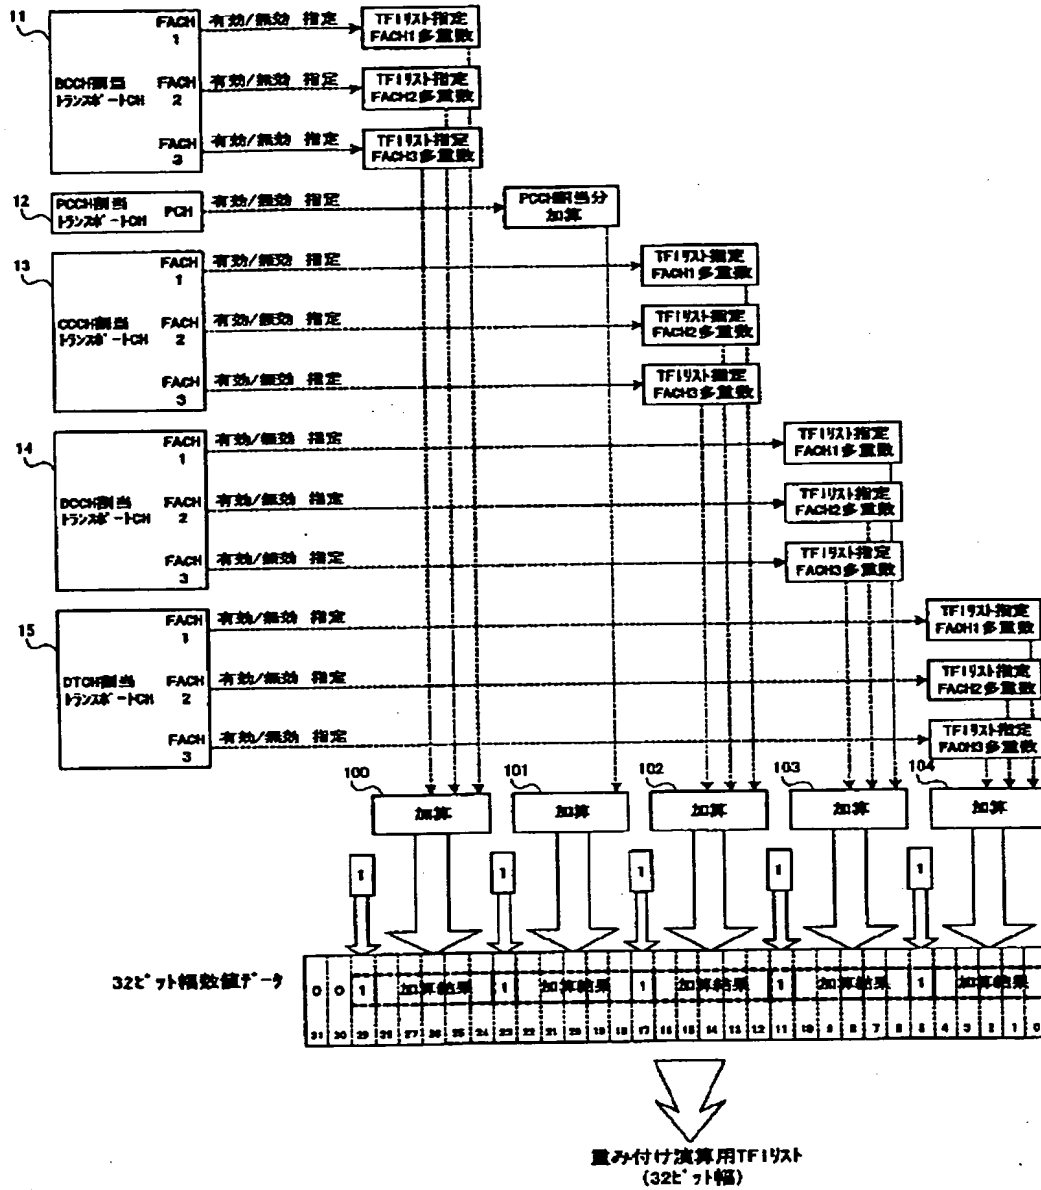 11
BCCH割当
トランスポートCH
FACH
1
有効/無効 指定
TFIリスト指定
FACH1多重数
FACH
2
有効/無効 指定
TFIリスト指定
FACH2多重数
FACH
3
有効/無効 指定
TFIリスト指定
FACH3多重数
12
PCCH割当
トランスポートCH
PCH
有効/無効 指定
PCCH割当分
加算
13
CCCH割当
トランスポートCH
FACH
1
有効/無効 指定
TFIリスト指定
FACH1多重数
FACH
2
有効/無効 指定
TFIリスト指定
FACH2多重数
FACH
3
有効/無効 指定
TFIリスト指定
FACH3多重数
14
DCCH割当
トランスポートCH
FACH
1
有効/無効 指定
TFIリスト指定
FACH1多重数
FACH
2
有効/無効 指定
TFIリスト指定
FACH2多重数
FACH
3
有効/無効 指定
TFIリスト指定
FACH3多重数
15
DTCH割当
トランスポートCH
FACH
1
有効/無効 指定
TFIリスト指定
FACH1多重数
FACH
2
有効/無効 指定
TFIリスト指定
FACH2多重数
FACH
3
有効/無効 指定
TFIリスト指定
FACH3多重数
100 101 102 103 104
加算 加算 加算 加算 加算
1 1 1 1 1
32ビット幅数値データ
0 0 1 加算結果 1 加算結果 1 加算結果 1 加算結果 1 加算結果
31 30 29 28 27 26 25 24 23 22 21 20 19 18 17 16 15 14 13 12 11 10 9 8 7 6 5 4 3 2 1 0
重み付け演算用TFIリスト
(32ビット幅)